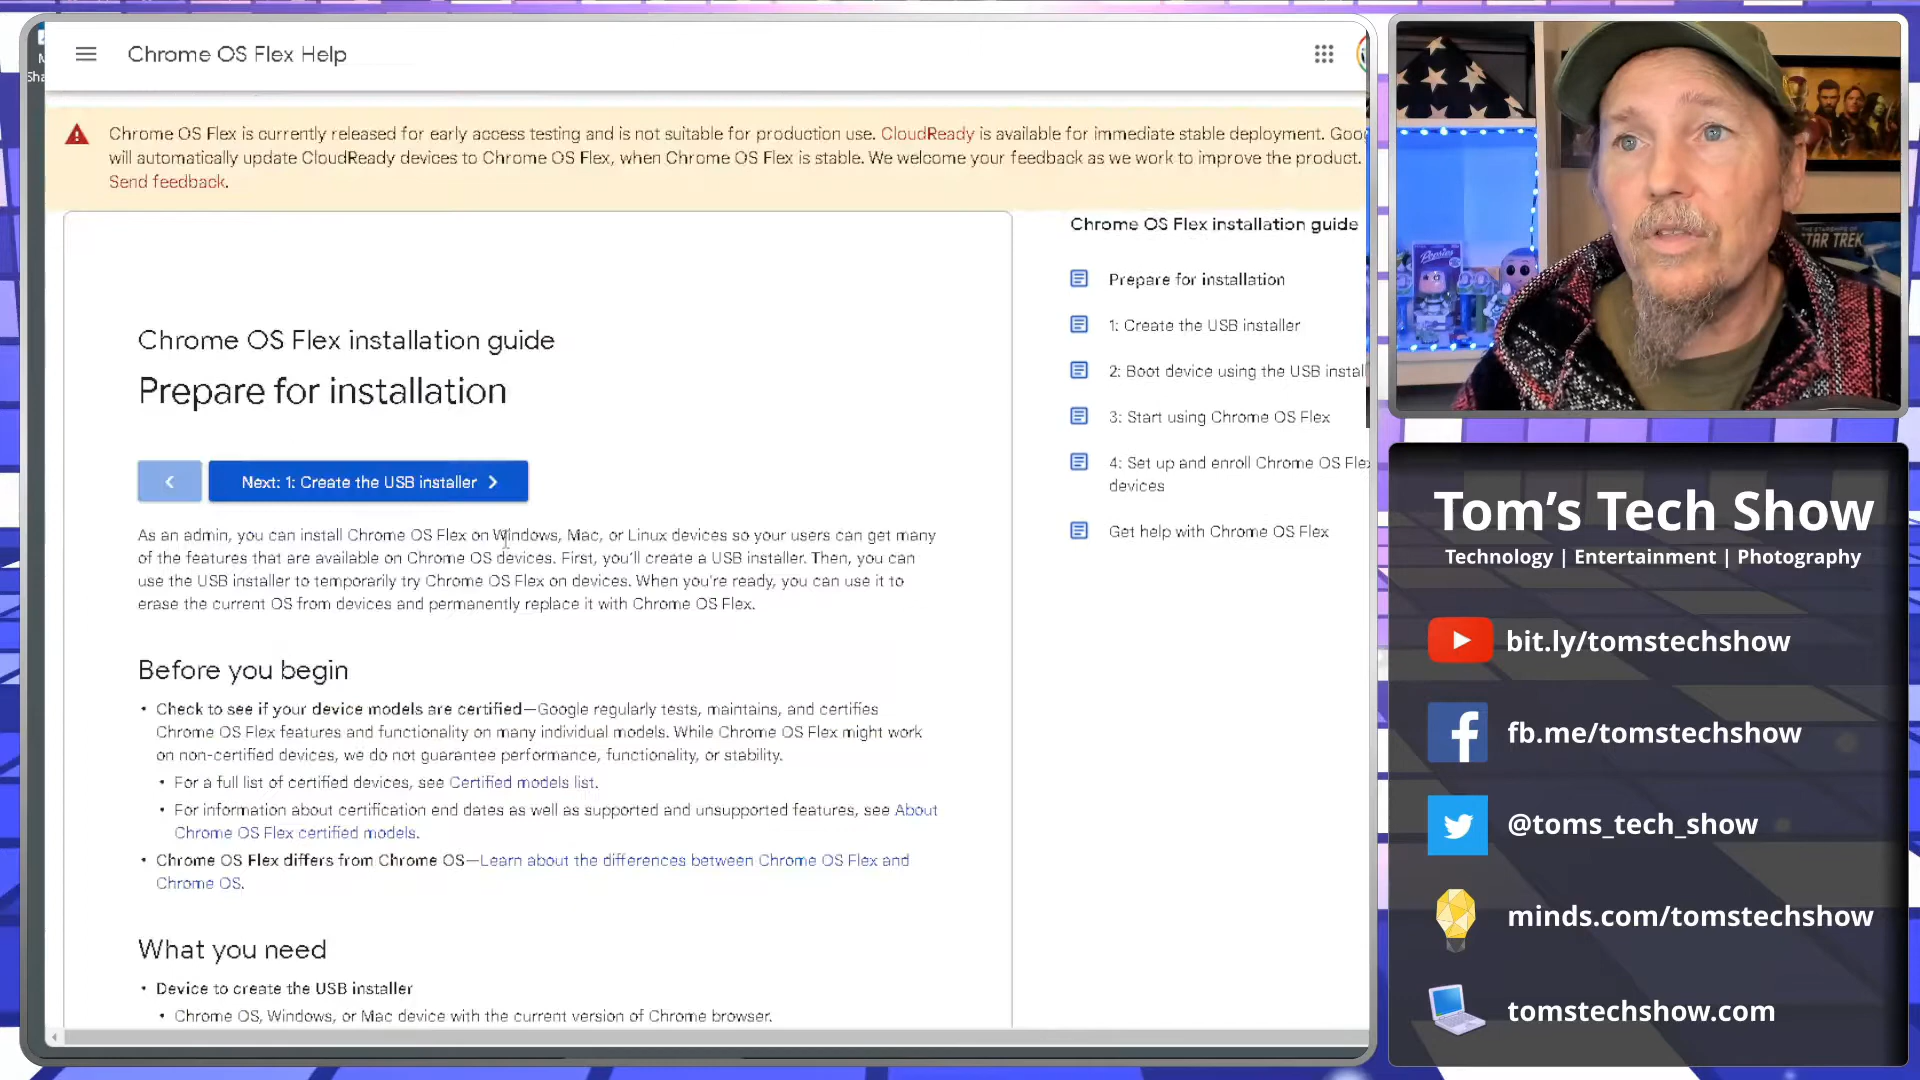 Chrome OS Flex Help
Chrome OS Flex is currently released for early access testing and is not suitable for production use. CloudReady is available for immediate stable deployment. Goog
will automatically update CloudReady devices to Chrome OS Flex, when Chrome OS Flex is stable. We welcome your feedback as we work to improve the product.
Send feedback.
Chrome OS Flex installation guide
Prepare for installation
Next: 1: Create the USB installer
As an admin, you can install Chrome OS Flex on Windows, Mac, or Linux devices so your users can get many
of the features that are available on Chrome OS devices. First, you'll create a USB installer. Then, you can
use the USB installer to temporarily try Chrome OS Flex on devices. When you're ready, you can use it to
erase the current OS from devices and permanently replace it with Chrome OS Flex.
Before you begin
• Check to see if your device models are certified—Google regularly tests, maintains, and certifies
Chrome OS Flex features and functionality on many individual models. While Chrome OS Flex might work
on non-certified devices, we do not guarantee performance, functionality, or stability.
• For a full list of certified devices, see Certified models list.
• For information about certification end dates as well as supported and unsupported features, see About
Chrome OS Flex certified models.
• Chrome OS Flex differs from Chrome OS—Learn about the differences between Chrome OS Flex and
Chrome OS.
What you need
• Device to create the USB installer
• Chrome OS, Windows, or Mac device with the current version of Chrome browser.
Chrome OS Flex installation guide
Prepare for installation
1: Create the USB installer
2: Boot device using the USB instal
3: Start using Chrome OS Flex
4: Set up and enroll Chrome OS Flex
devices
Get help with Chrome OS Flex
STAR TREK
Tom's Tech Show
Technology | Entertainment | Photography
bit.ly/tomstechshow
fb.me/tomstechshow
@toms_tech_show
minds.com/tomstechshow
tomstechshow.com